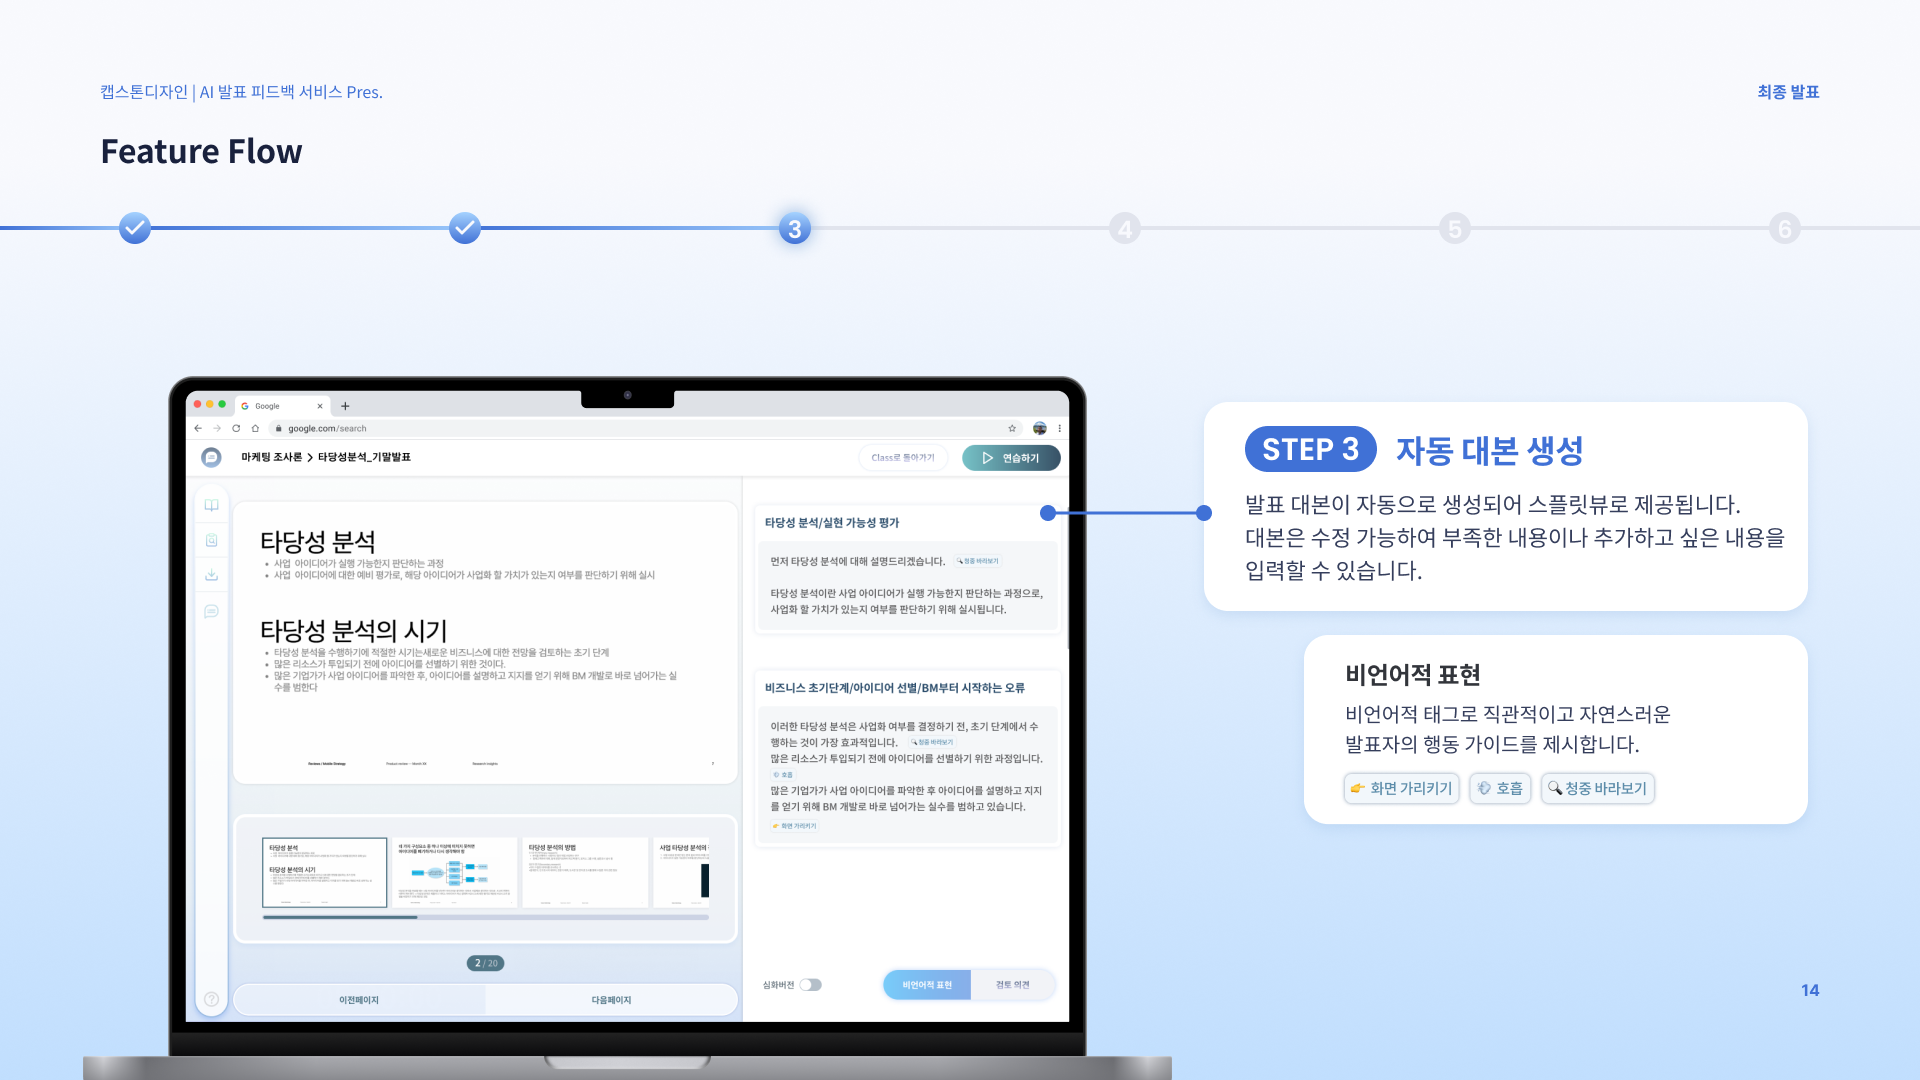 캡스톤디자인 | AI 발표 피드백 서비스 Pres.
최종 발표
Feature Flow
3
4
5
6
Google
google.com/search
마케팅 조사론 > 타당성분석_기말발표
Class로 돌아가기
연습하기
타당성 분석
사업 아이디어가 실행 가능한지 판단하는 과정
사업 아이디어에 대한 예비 평가로, 해당 아이디어가 사업화 할 가치가 있는지 여부를 판단하기 위해 실시
타당성 분석의 시기
타당성 분석을 수행하기에 적절한 시기는새로운 비즈니스에 대한 전망을 검토하는 초기 단계
많은 리소스가 투입되기 전에 아이디어를 선별하기 위한 것이다.
많은 기업가가 사업 아이디어를 파악한 후, 아이디어를 설명하고 지지를 얻기 위해 BM 개발로 바로 넘어가는 실
수를 범한다
타당성 분석
타당성 분석의 시기
타당성 분석의 방법
사업 타당성 분석의
2 / 20
이전페이지
다음페이지
타당성 분석/실현 가능성 평가
먼저 타당성 분석에 대해 설명드리겠습니다. 청중 바라보기
타당성 분석이란 사업 아이디어가 실행 가능한지 판단하는 과정으로,
사업화 할 가치가 있는지 여부를 판단하기 위해 실시됩니다.
비즈니스 초기단계/아이디어 선별/BM부터 시작하는 오류
이러한 타당성 분석은 사업화 여부를 결정하기 전, 초기 단계에서 수
행하는 것이 가장 효과적입니다. 청중 바라보기
많은 리소스가 투입되기 전에 아이디어를 선별하기 위한 과정입니다.
호흡
많은 기업가가 사업 아이디어를 파악한 후 아이디어를 설명하고 지지
를 얻기 위해 BM 개발로 바로 넘어가는 실수를 범하고 있습니다.
화면 가리키기
심화버전
비언어적 표현
검토 의견
STEP 3 자동 대본 생성
발표 대본이 자동으로 생성되어 스플릿뷰로 제공됩니다.
대본은 수정 가능하여 부족한 내용이나 추가하고 싶은 내용을
입력할 수 있습니다.
비언어적 표현
비언어적 태그로 직관적이고 자연스러운
발표자의 행동 가이드를 제시합니다.
화면 가리키기 호흡 청중 바라보기
14